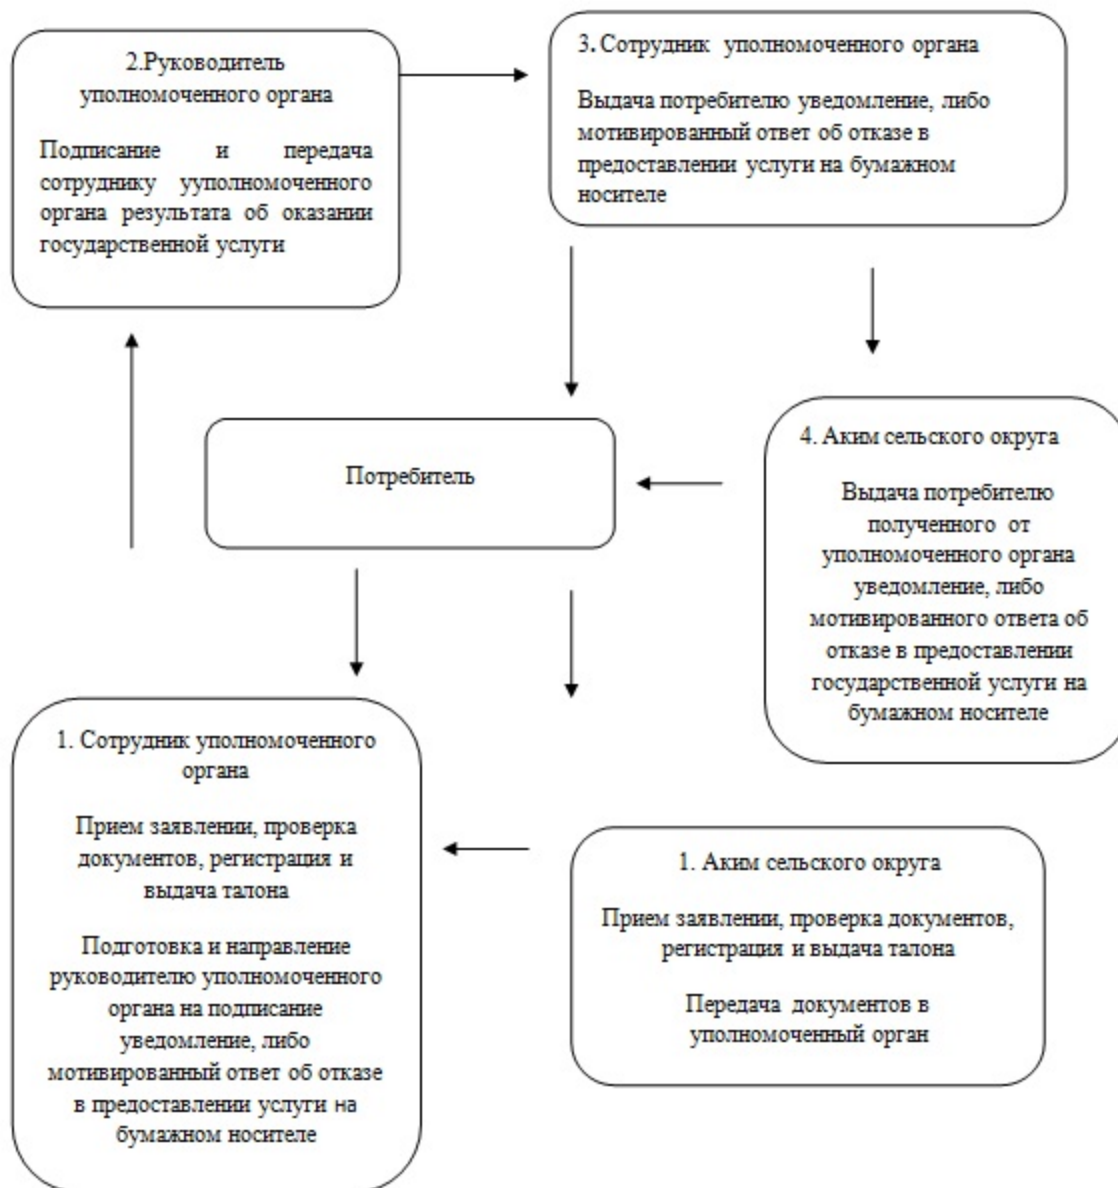 2.Руководитель
уполномоченного органа
Подписание и передача
сотруднику ууполномоченного
органа результата об оказании
государственной услуги
3. Сотрудник уполномоченного органа
Выдача потребителю уведомление, либо
мотивированный ответ об отказе в
предоставлении услуги на бумажном
носителе
Потребитель
4. Аким сельского округа
Выдача потребителю
полученного от
уполномоченного органа
уведомление, либо
мотивированного ответа об
отказе в предоставлении
государственной услуги на
бумажном носителе
1. Сотрудник уполномоченного
органа
Прием заявлении, проверка
документов, регистрация и
выдача талона
Подготовка и направление
руководителю уполномоченного
органа на подписание
уведомление, либо
мотивированный ответ об отказе
в предоставлении услуги на
бумажном носителе
1. Аким сельского округа
Прием заявлении, проверка документов,
регистрация и выдача талона
Передача документов в
уполномоченный орган